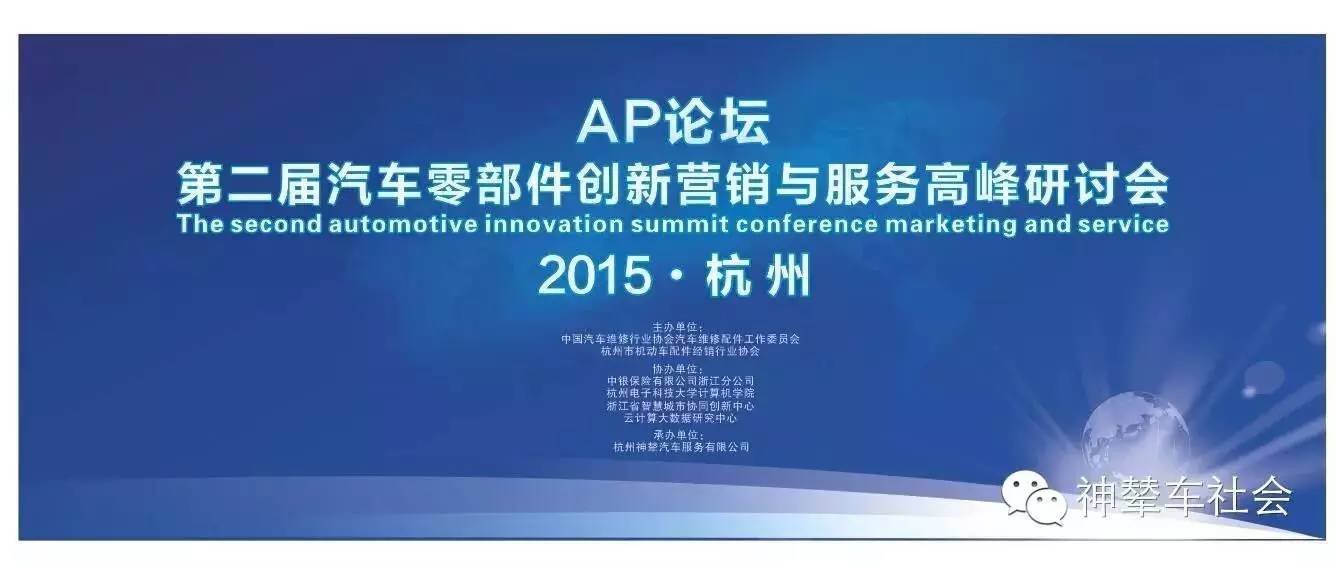 AP论坛
第二届汽车零部件创新营销与服务高峰研讨会
The second automotive innovation summit conference marketing and service
2015·杭州
主办单位：
中国汽车维修行业协会汽车维修配件工作委员会
杭州市机动车配件经销行业协会
协办单位：
中银保险有限公司浙江分公司
杭州电子科技大学计算机学院
浙江省智慧城市协同创新中心
云计算大数据研究中心
承办单位：
杭州神辇汽车服务有限公司
神辇车社会